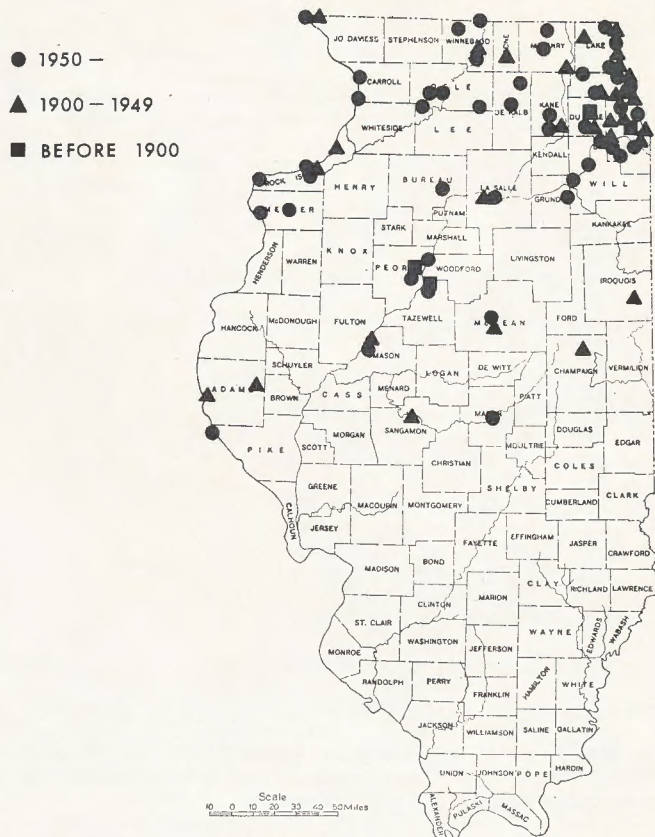 1950 —
1900 — 1949
BEFORE 1900
JO DAVIESS
STEPHENSON
WINNEBAGO
LAKE
CARROLL
DE KALB
KANE
WHITESIDE
LEE
KENDALL
WILL
ROCK IS
HENRY
BUREAU
LA SALLE
GRUNDY
PUTNAM
KANKAKEE
STARK
MARSHALL
HENDERSON
WARREN
KNOX
PEOR
WOODFORD
LIVINGSTON
IROQUOIS
HANCOCK
McDONOUGH
FULTON
TAZEWELL
FORD
MASON
SCHUYLER
LOGAN
DE WITT
CHAMPAIGN
VERMILION
ADAMS
BROWN
CASS
MENARD
PIATT
SANGAMON
DOUGLAS
EDGAR
PIKE
SCOTT
MORGAN
MOULTRIE
CHRISTIAN
COLES
GREENE
SHELBY
CLARK
CALHOUN
MACOUPIN
MONTGOMERY
CUMBERLAND
JERSEY
FAYETTE
EFFINGHAM
JASPER
CRAWFORD
BOND
MADISON
CLAY
RICHLAND
LAWRENCE
CLINTON
MARION
ST. CLAIR
WAYNE
EDWARDS
WABASH
WASHINGTON
JEFFERSON
MONROE
RANDOLPH
PERRY
HAMILTON
WHITE
FRANKLIN
JACKSON
WILLIAMSON
SALINE
GALLATIN
UNION
JOHNSON
POPE
HARDIN
ALEXANDER
PULASKI
MASSAC
Scale
10 0 10 20 30 40 50 Miles